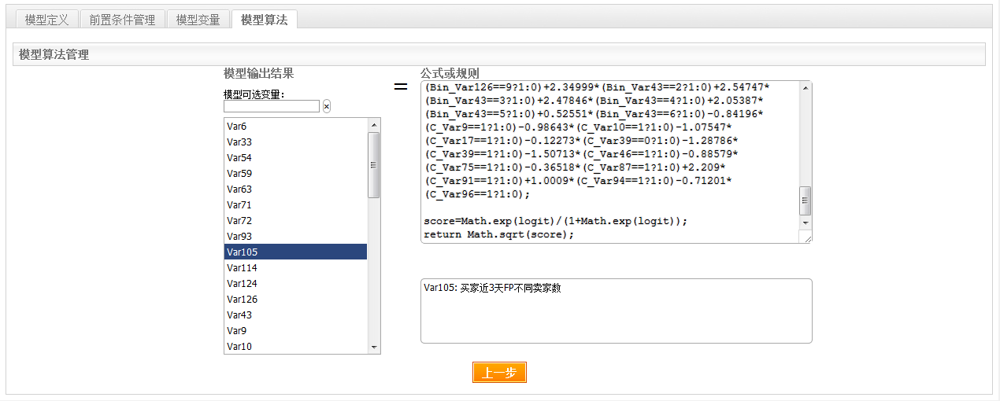 模型定义 前置条件管理 模型变量 模型算法
模型算法管理
模型输出结果
模型可选变量:
Var6
Var33
Var54
Var59
Var63
Var71
Var72
Var93
Var105
Var114
Var124
Var126
Var43
Var9
Var10
=
公式或规则
(Bin_Var126==9?1:0)+2.34999*(Bin_Var43==2?1:0)+2.54747*
(Bin_Var43==3?1:0)+2.47846*(Bin_Var43==4?1:0)+2.05387*
(Bin_Var43==5?1:0)+0.52551*(Bin_Var43==6?1:0)-0.84196*
(C_Var9==1?1:0)-0.98643*(C_Var10==1?1:0)-1.07547*
(C_Var17==1?1:0)-0.12273*(C_Var39==0?1:0)-1.28786*
(C_Var39==1?1:0)-1.50713*(C_Var46==1?1:0)-0.88579*
(C_Var75==1?1:0)-0.36518*(C_Var87==1?1:0)+2.209*
(C_Var91==1?1:0)+1.0009*(C_Var94==1?1:0)-0.71201*
(C_Var96==1?1:0);
score=Math.exp(logit)/(1+Math.exp(logit));
return Math.sqrt(score);
Var105: 买家近3天FP不同卖家数
上一步